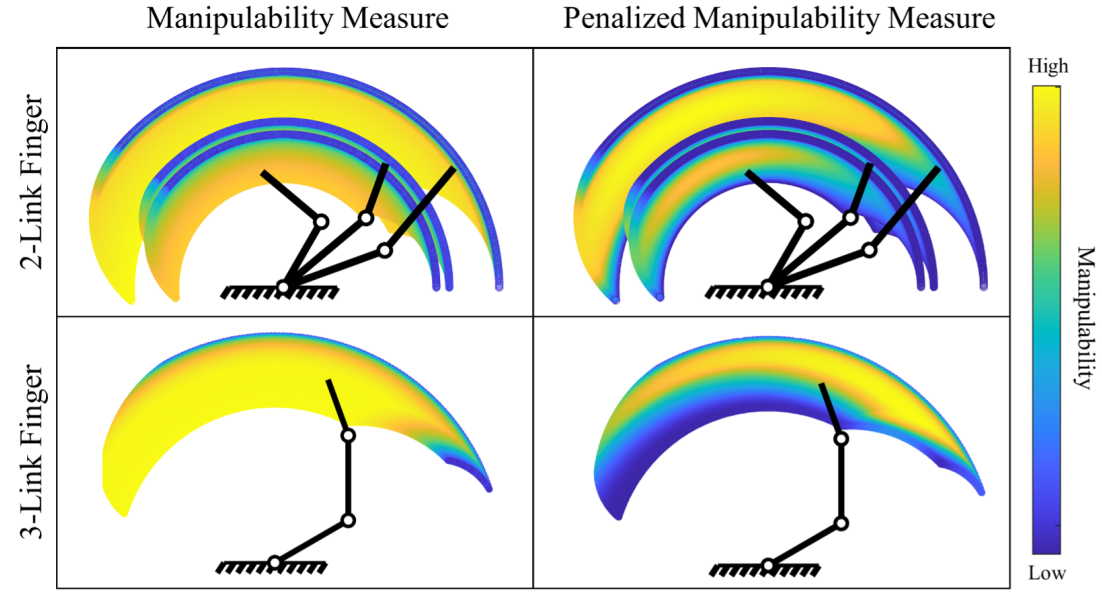 Manipulability Measure
Penalized Manipulability Measure
2-Link Finger
3-Link Finger
High
Manipulability
Low